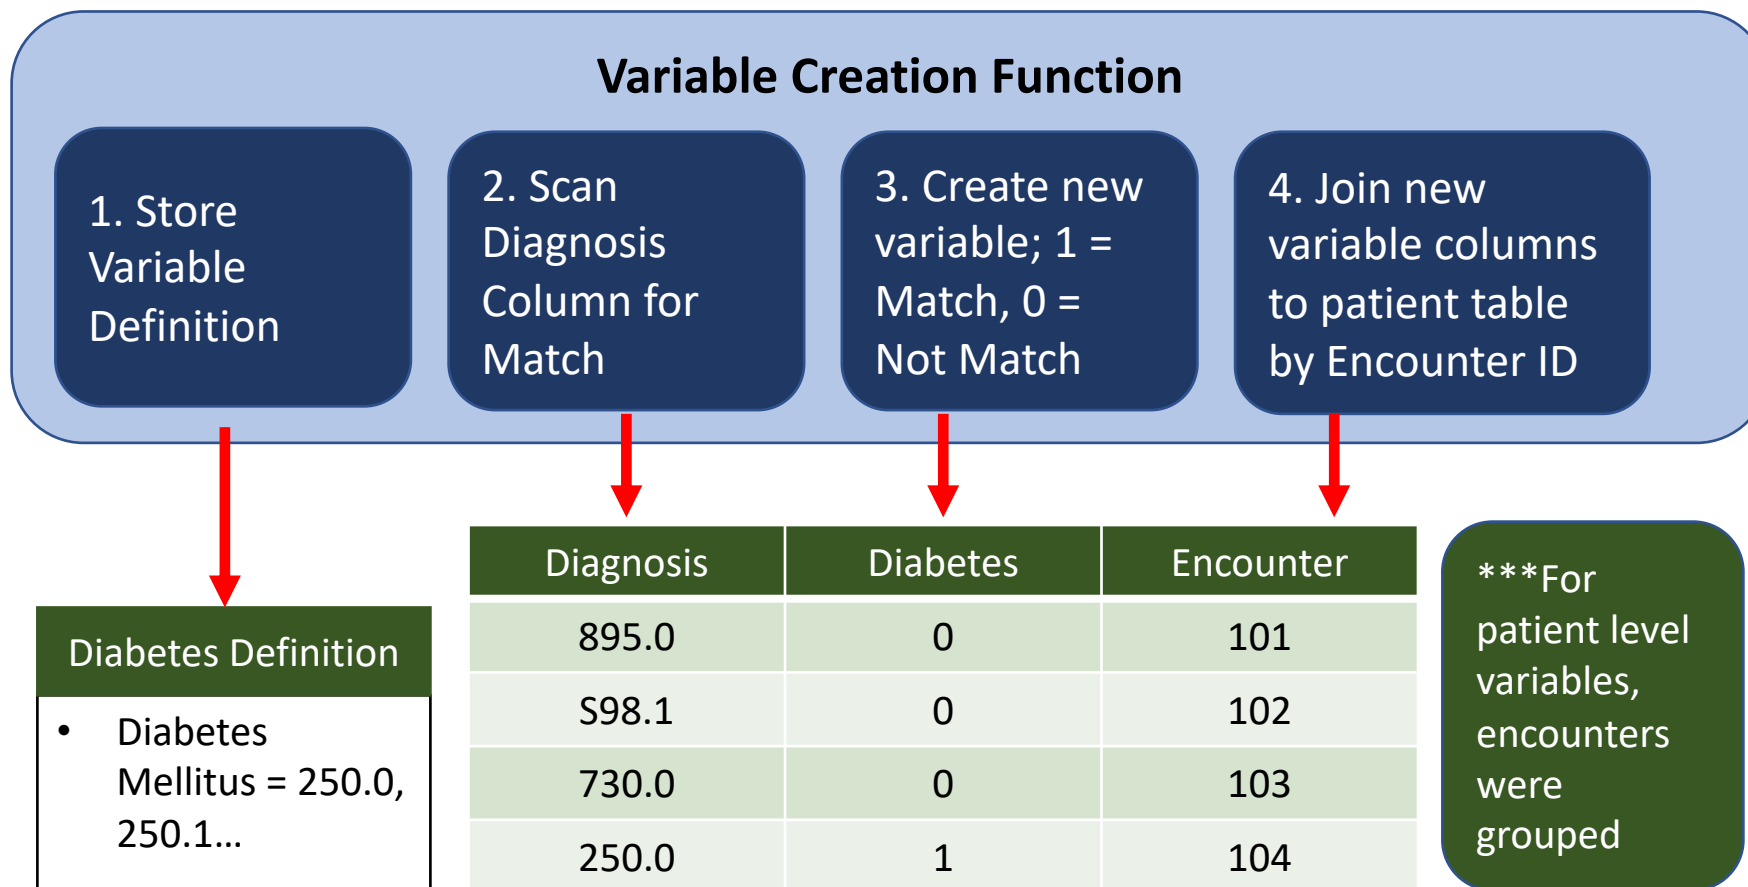 Variable Creation Function
1. Store
Variable
Definition
2. Scan
Diagnosis
Column for
Match
3. Create new
variable; 1 =
Match, 0 =
Not Match
4. Join new
variable columns
to patient table
by Encounter ID
Diabetes Definition
• Diabetes
Mellitus = 250.0,
250.1...
Diagnosis Diabetes Encounter
895.0 0 101
S98.1 0 102
730.0 0 103
250.0 1 104
***For
patient level
variables,
encounters
were
grouped